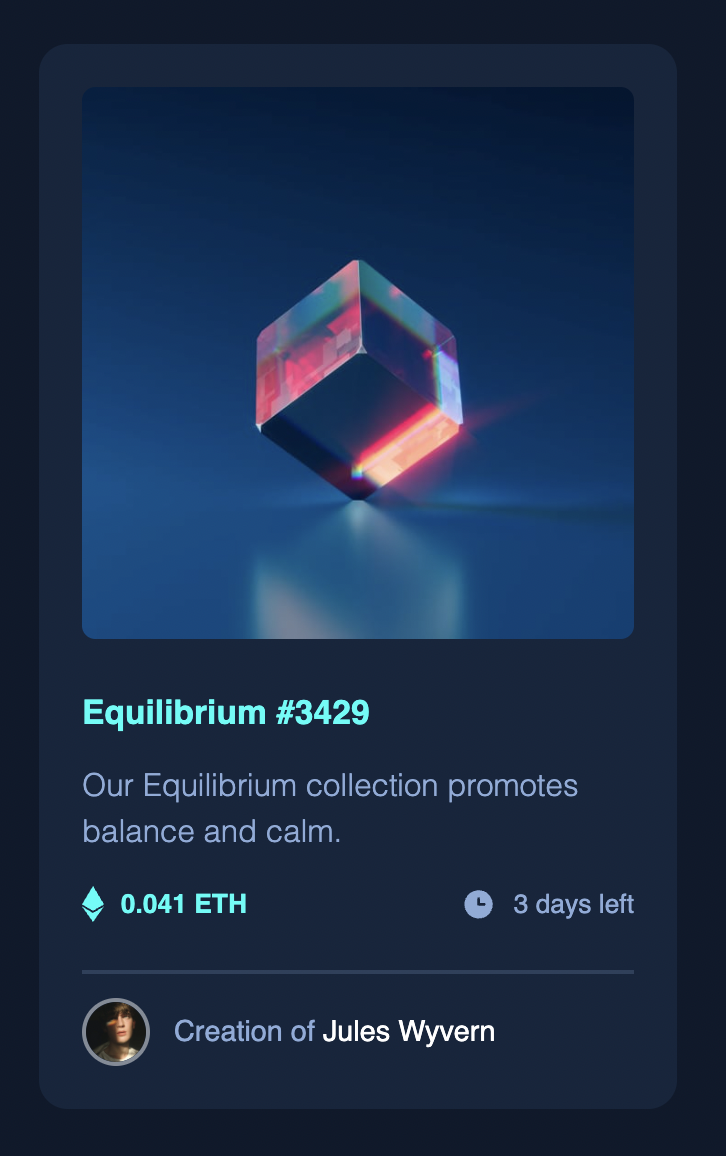 Equilibrium #3429
Our Equilibrium collection promotes
balance and calm.
0.041 ETH
3 days left
Creation of Jules Wyvern